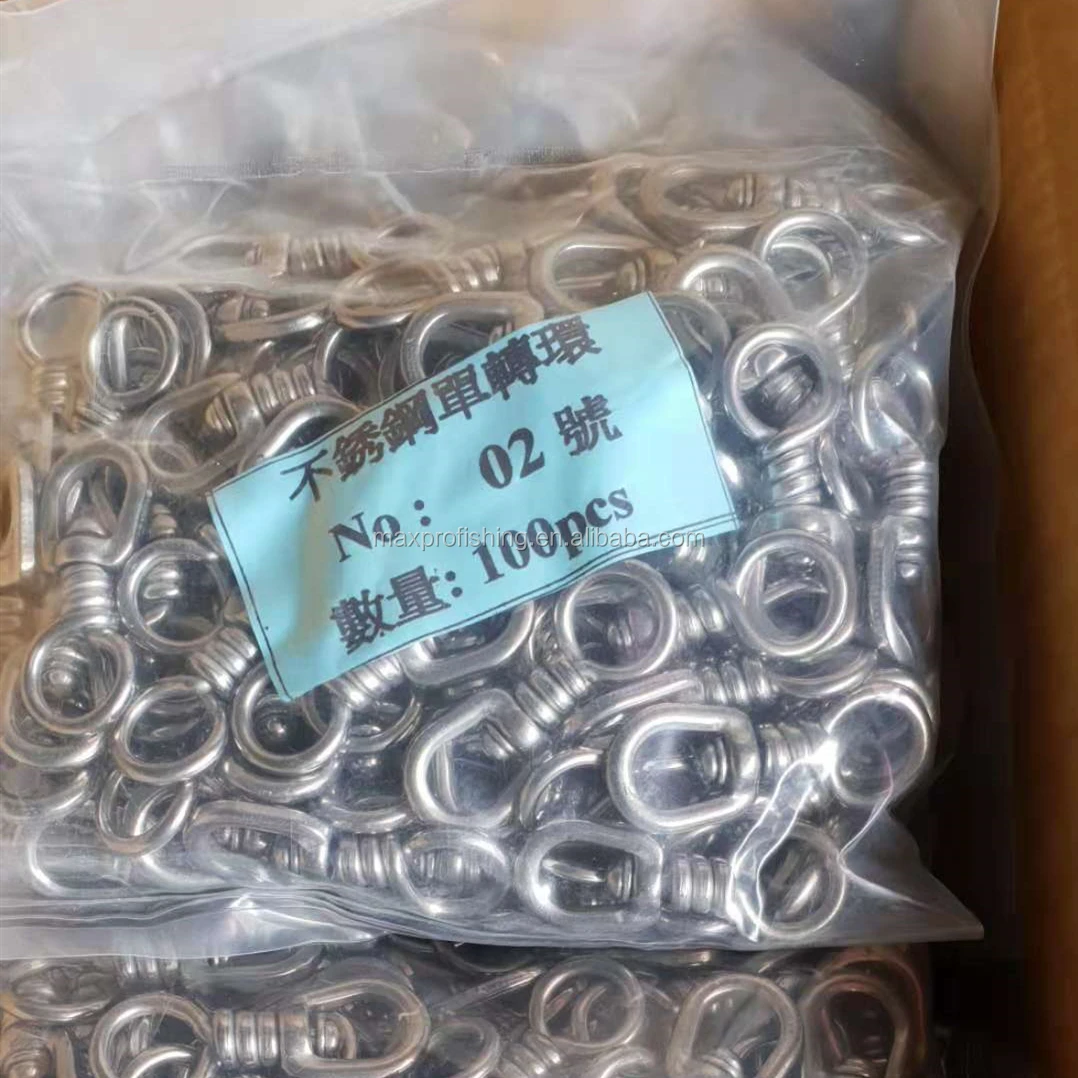 不銹鋼單轉環
No: 02 號
maxprofishing.en.alibaba.com
數量: 100pcs